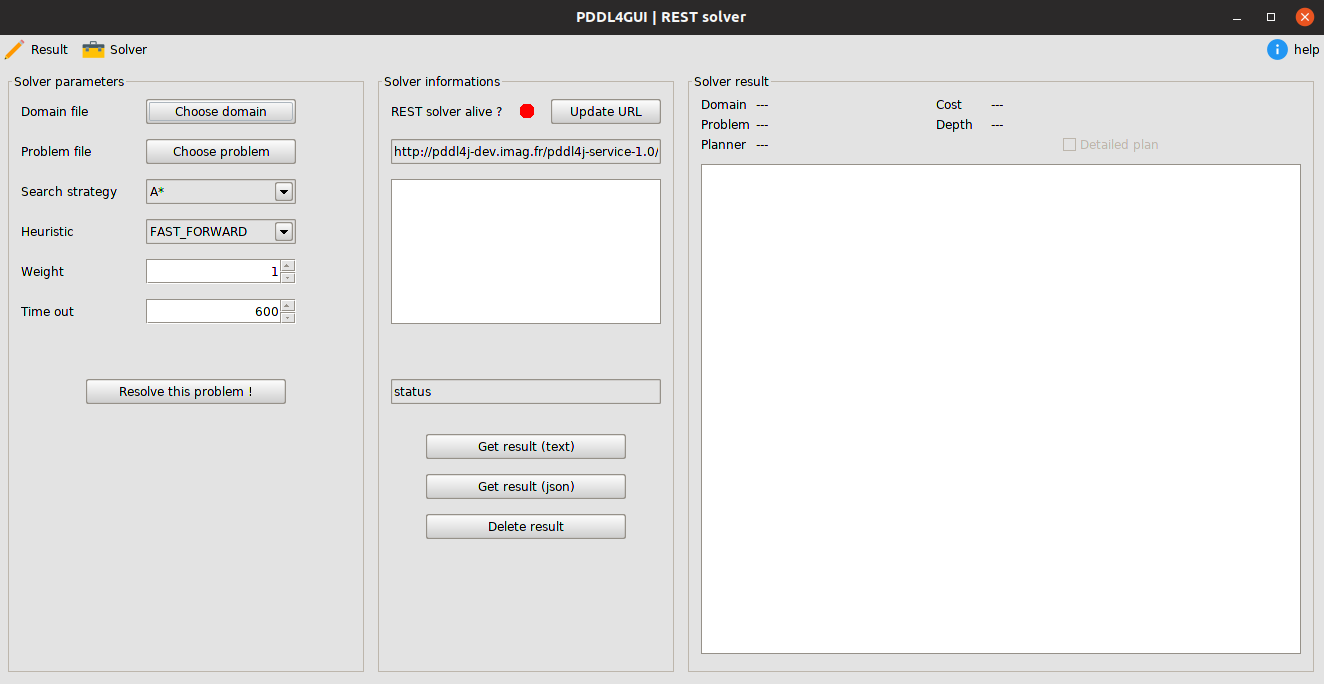 PDDL4GUI | REST solver
Result Solver help
Solver parameters
Domain file Choose domain
Problem file Choose problem
Search strategy A*
Heuristic FAST_FORWARD
Weight 1
Time out 600
Resolve this problem !
Solver informations
REST solver alive ? Update URL
http://pddl4j-dev.imag.fr/pddl4j-service-1.0/
status
Get result (text)
Get result (json)
Delete result
Solver result
Domain --- Cost ---
Problem --- Depth ---
Planner --- Detailed plan